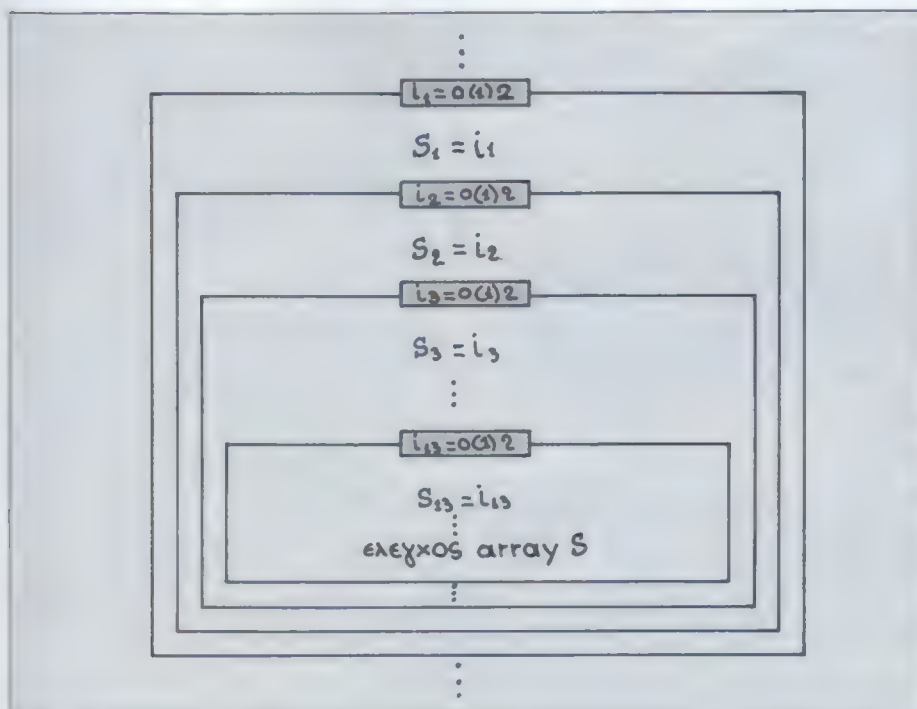 i₁=0(1)2
S₁ = i₁
i₂=0(1)2
S₂ = i₂
i₃=0(1)2
S₃ = i₃
i₁₃=0(1)2
S₁₃ = i₁₃
ελεγχος array S